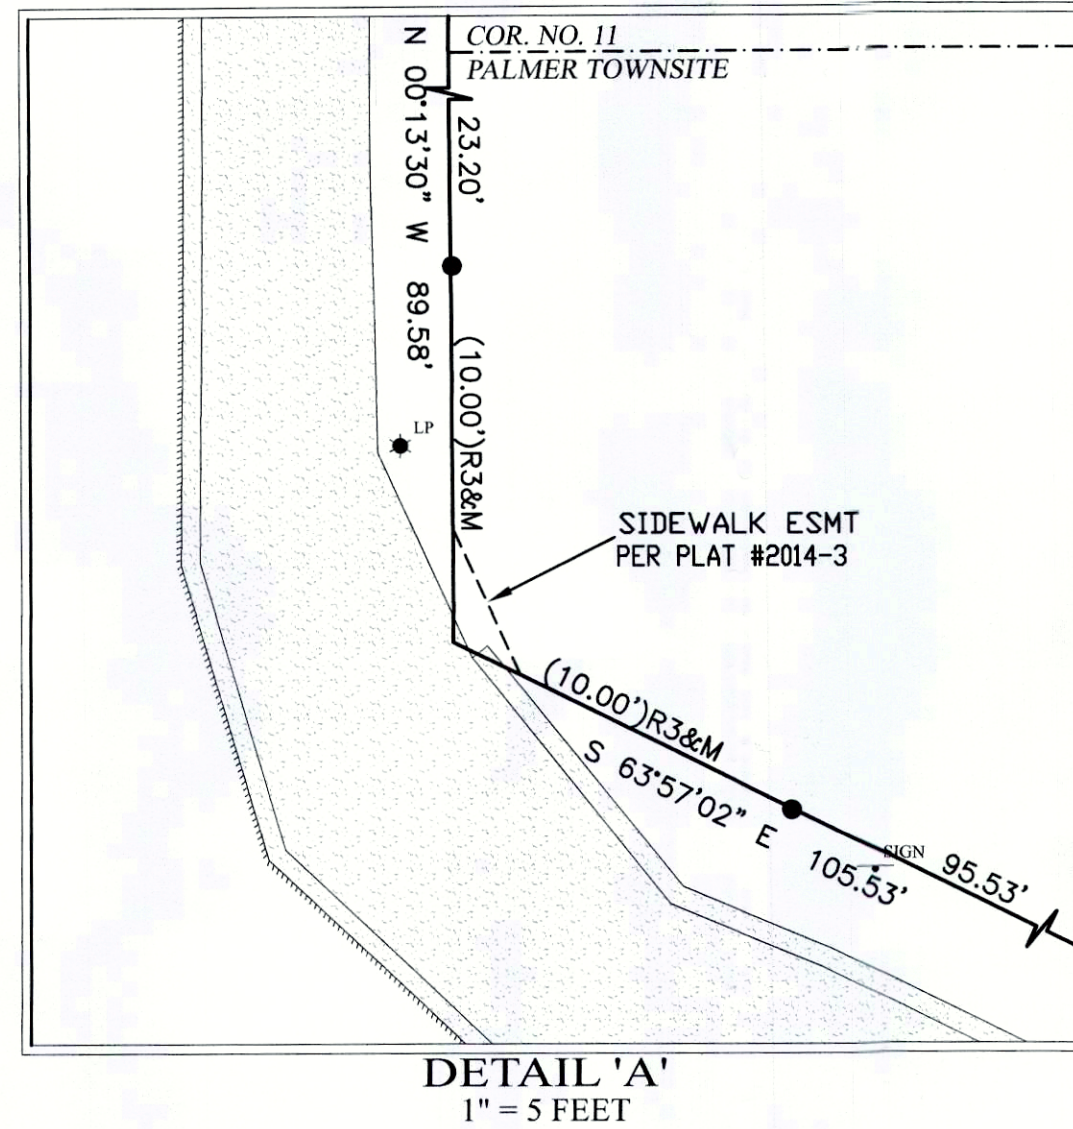 COR. NO. 11
PALMER TOWNSITE
N 00°13'30" W 89.58'
23.20'
(10.00')R3&M
LP
SIDEWALK ESMT
PER PLAT #2014-3
(10.00')R3&M
S 63°57'02" E 105.53'
SIGN
95.53'
DETAIL 'A'
1" = 5 FEET